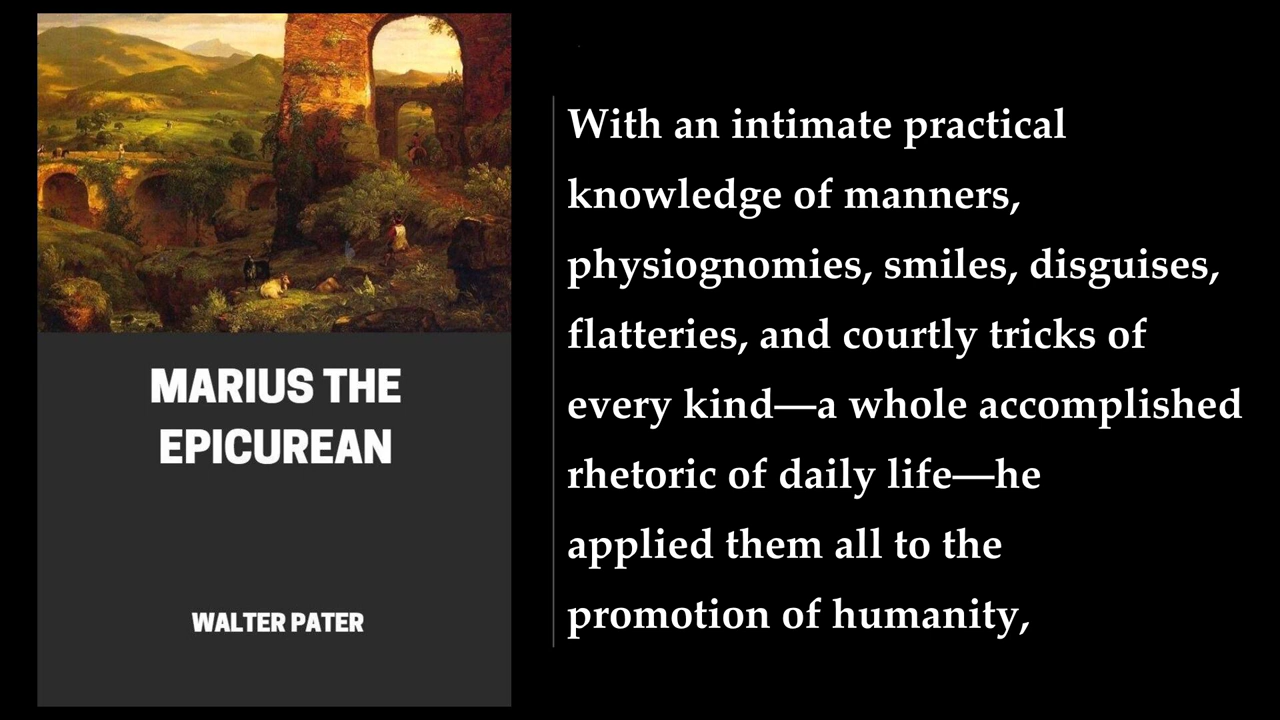 MARIUS THE
EPICUREAN
WALTER PATER
With an intimate practical
knowledge of manners,
physiognomies, smiles, disguises,
flatteries, and courtly tricks of
every kind—a whole accomplished
rhetoric of daily life—he
applied them all to the
promotion of humanity,